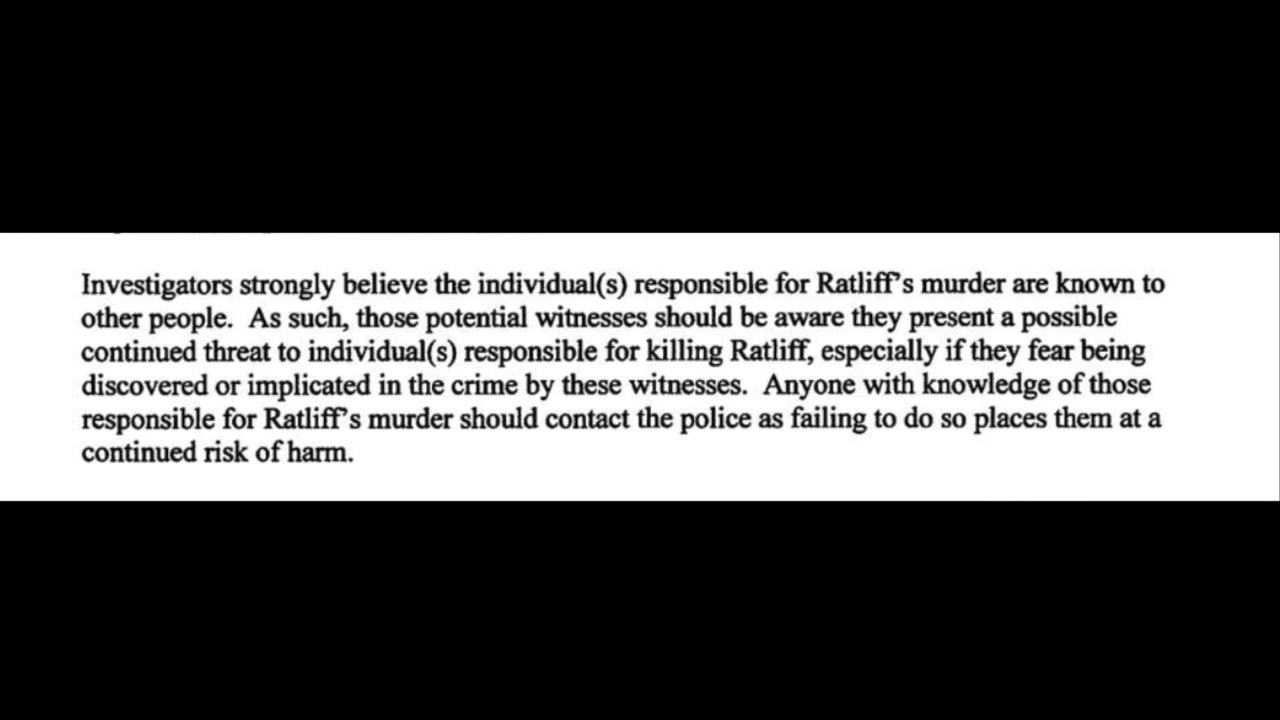 Investigators strongly believe the individual(s) responsible for Ratliff's murder are known to
other people.  As such, those potential witnesses should be aware they present a possible
continued threat to individual(s) responsible for killing Ratliff, especially if they fear being
discovered or implicated in the crime by these witnesses.  Anyone with knowledge of those
responsible for Ratliff's murder should contact the police as failing to do so places them at a
continued risk of harm.